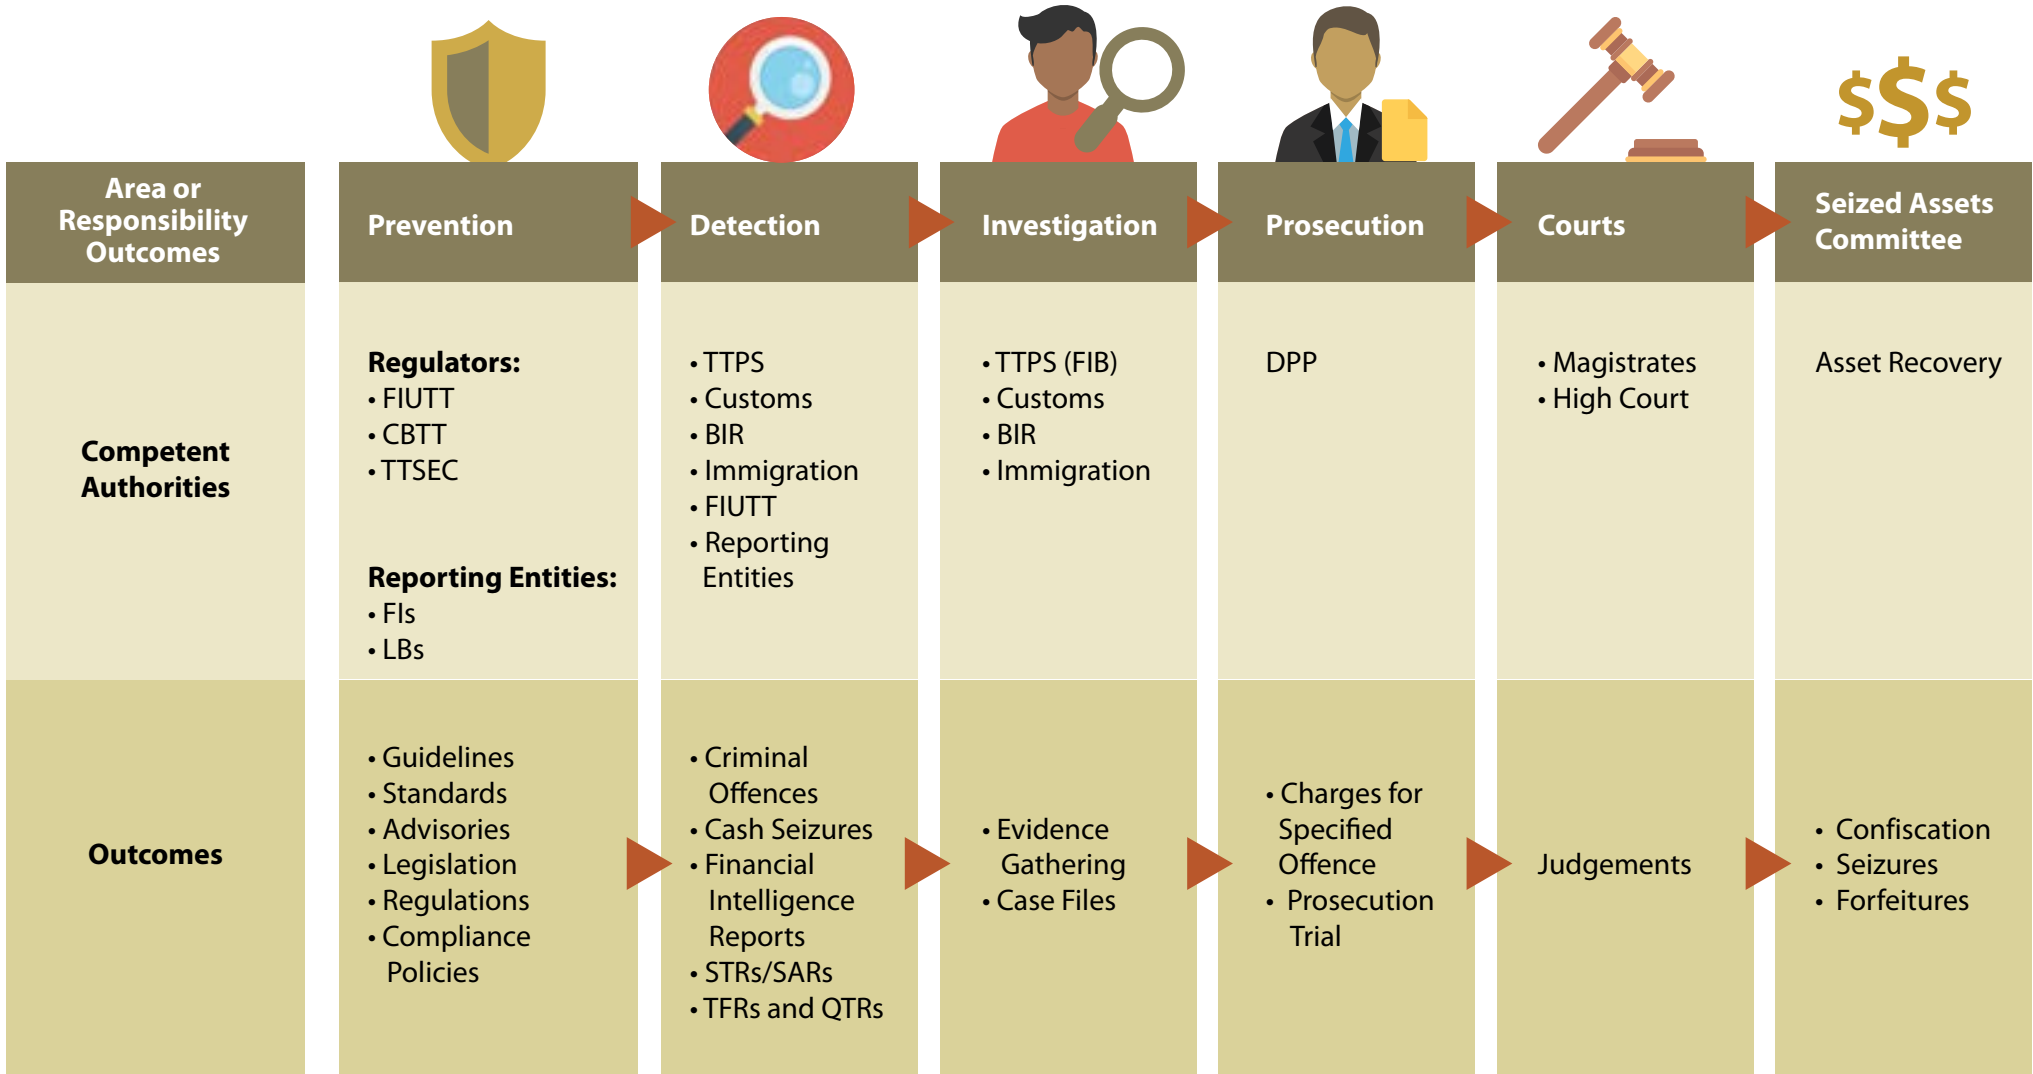 Area or
Responsibility
Outcomes
Prevention
Detection
Investigation
Prosecution
Courts
Seized Assets
Committee
Competent
Authorities
Regulators:
• FIUTT
• CBTT
• TTSEC
Reporting Entities:
• FIs
• LBs
• TTPS
• Customs
• BIR
• Immigration
• FIUTT
• Reporting
Entities
• TTPS (FIB)
• Customs
• BIR
• Immigration
DPP
• Magistrates
• High Court
Asset Recovery
Outcomes
• Guidelines
• Standards
• Advisories
• Legislation
• Regulations
• Compliance
Policies
• Criminal
Offences
• Cash Seizures
• Financial
Intelligence
Reports
• STRs/SARs
• TFRs and QTRs
• Evidence
Gathering
• Case Files
• Charges for
Specified
Offence
• Prosecution
Trial
Judgements
• Confiscation
• Seizures
• Forfeitures